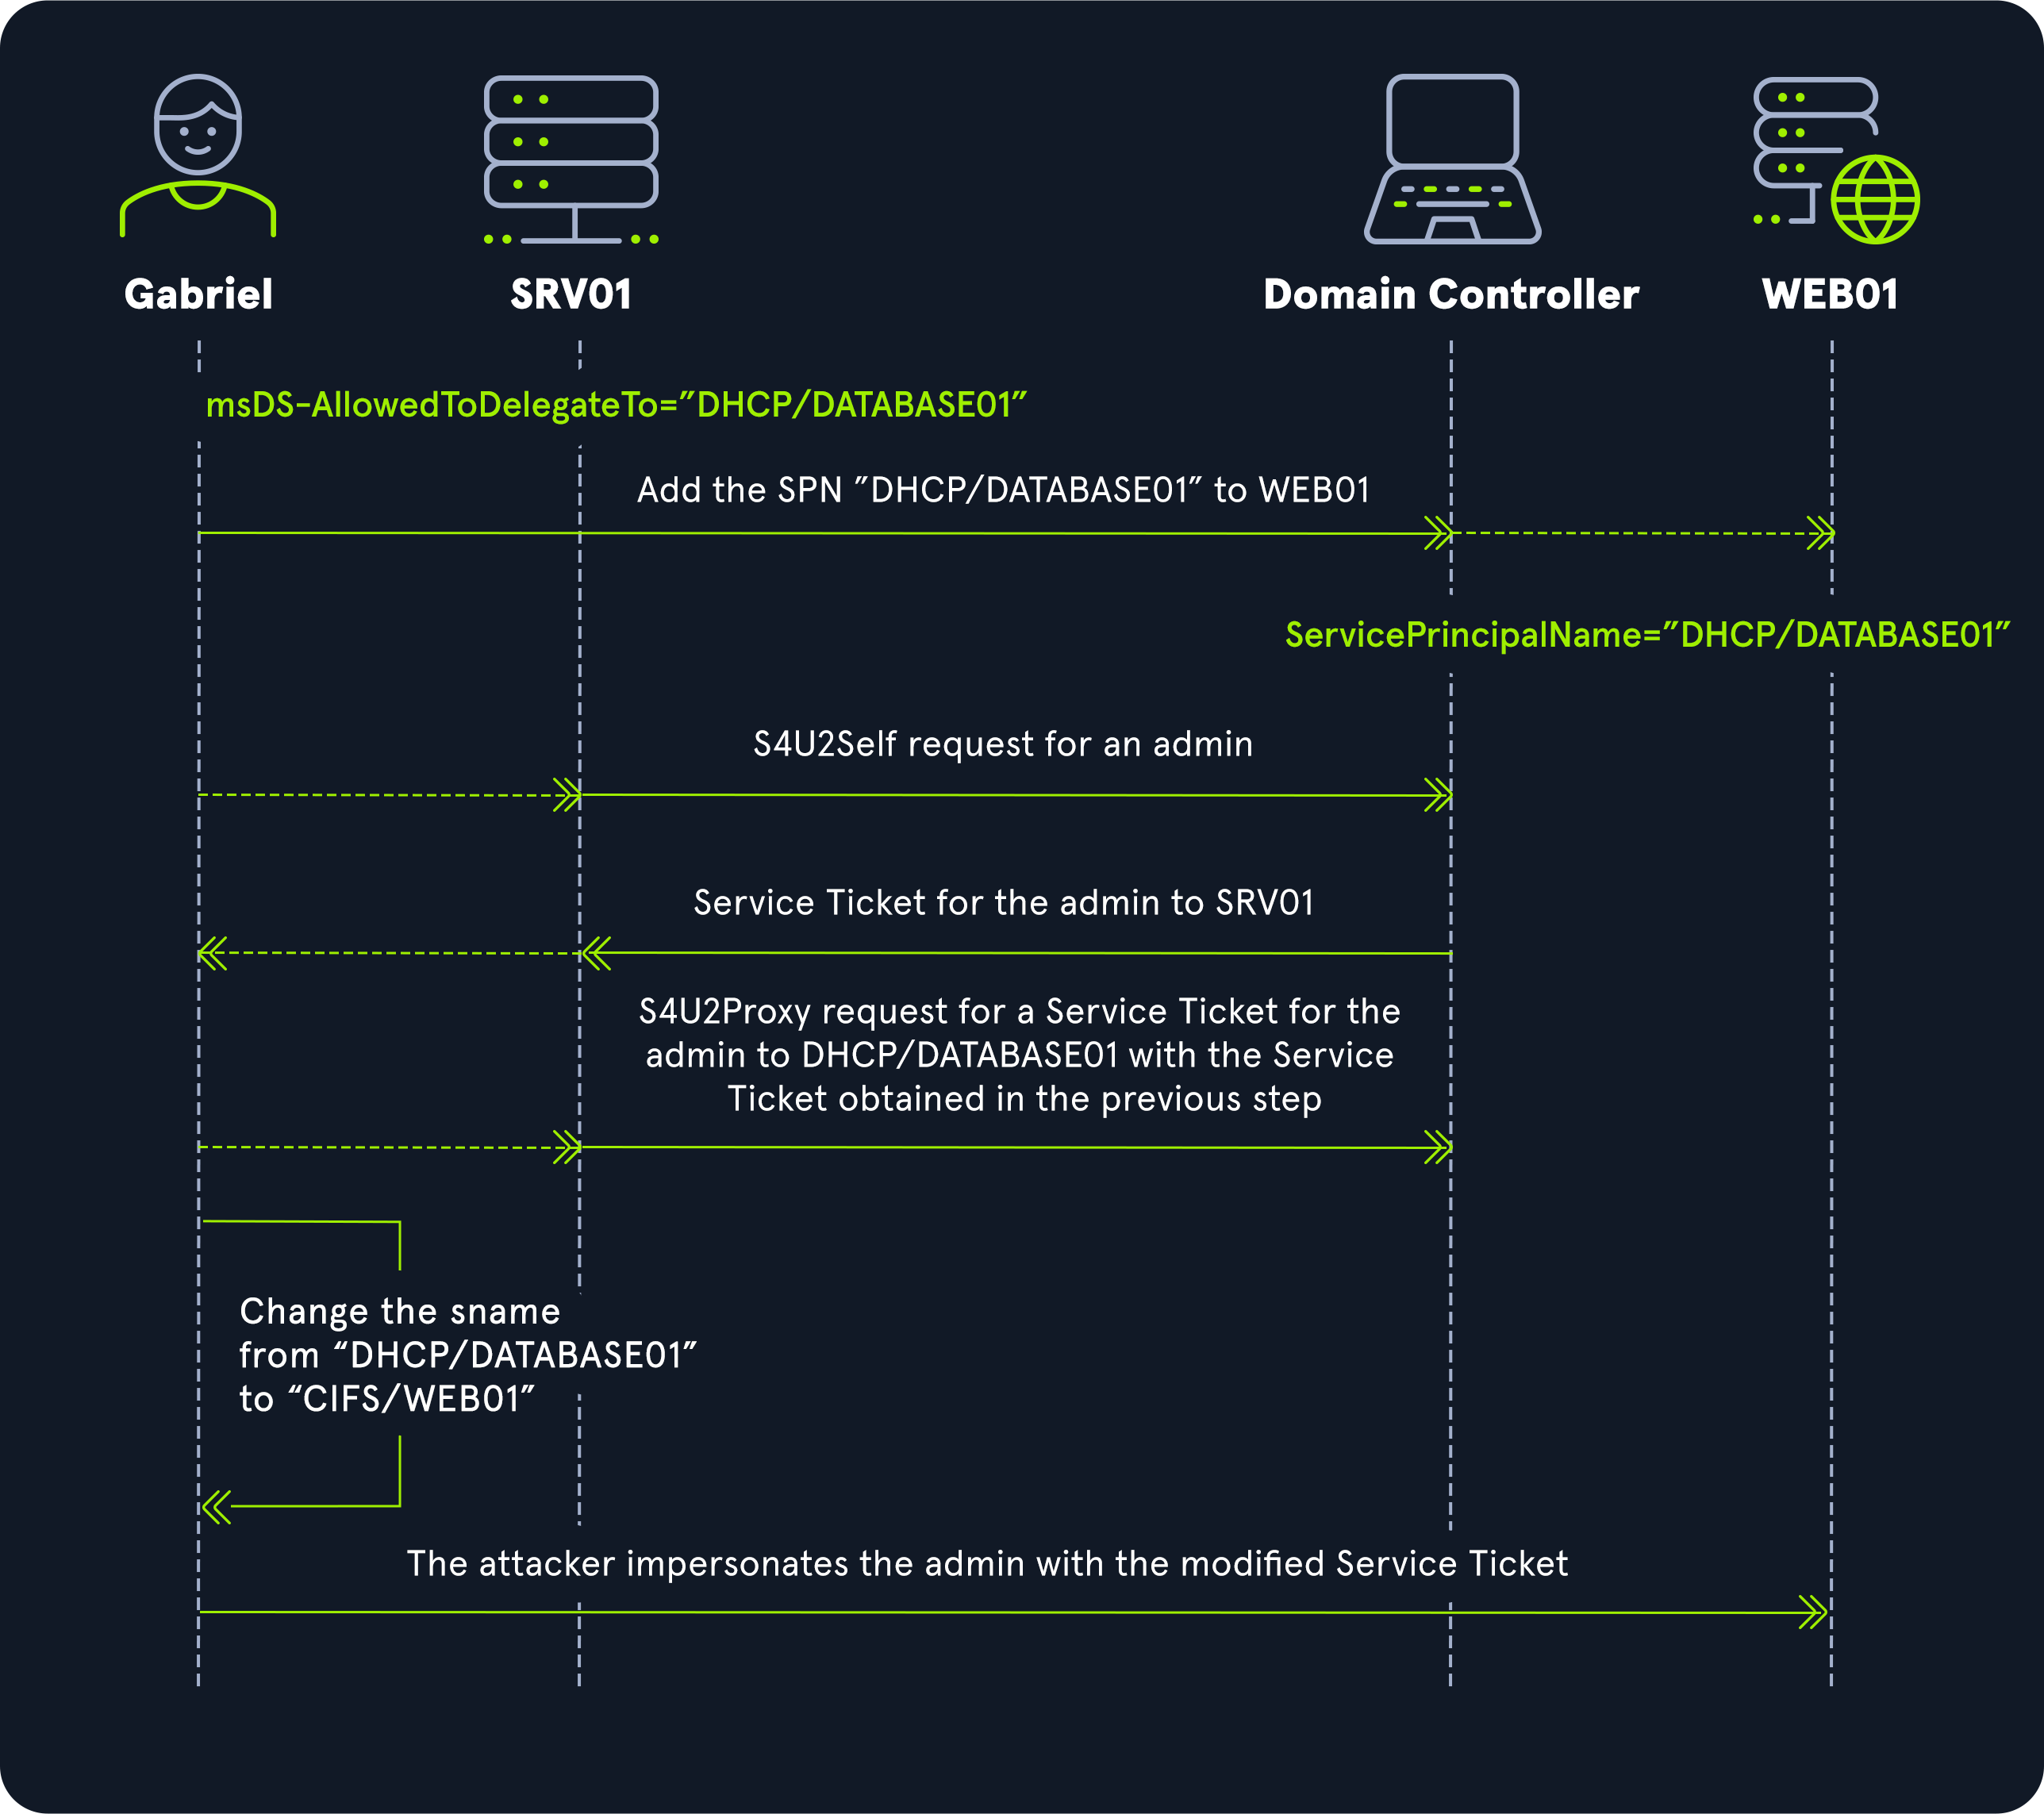 Gabriel
SRV01
Domain Controller
WEB01
msDS-AllowedToDelegateTo=”DHCP/DATABASE01”
Add the SPN ”DHCP/DATABASE01” to WEB01
ServicePrincipalName=”DHCP/DATABASE01”
S4U2Self request for an admin
Service Ticket for the admin to SRV01
S4U2Proxy request for a Service Ticket for the
admin to DHCP/DATABASE01 with the Service
Ticket obtained in the previous step
Change the sname
from “DHCP/DATABASE01”
to “CIFS/WEB01”
The attacker impersonates the admin with the modified Service Ticket